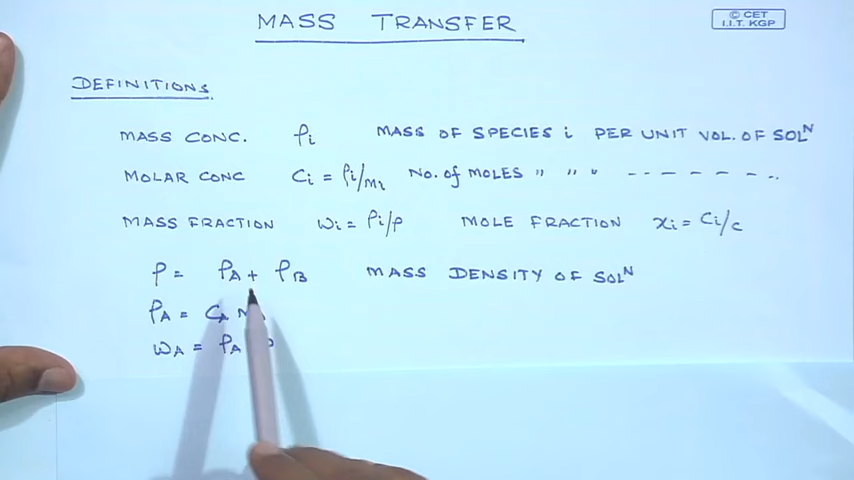 MASS TRANSFER
© CET
I.I.T. KGP
DEFINITIONS
MASS CONC. ρi MASS OF SPECIES i PER UNIT VOL. OF SOLᴺ
MOLAR CONC Ci = ρi/Mi No. of MOLES " " " -- - - - - ..
MASS FRACTION ωi = ρi/ρ MOLE FRACTION xi = Ci/C
ρ = ρA + ρB MASS DENSITY OF SOLᴺ
ρA = CA
ωA = ρA